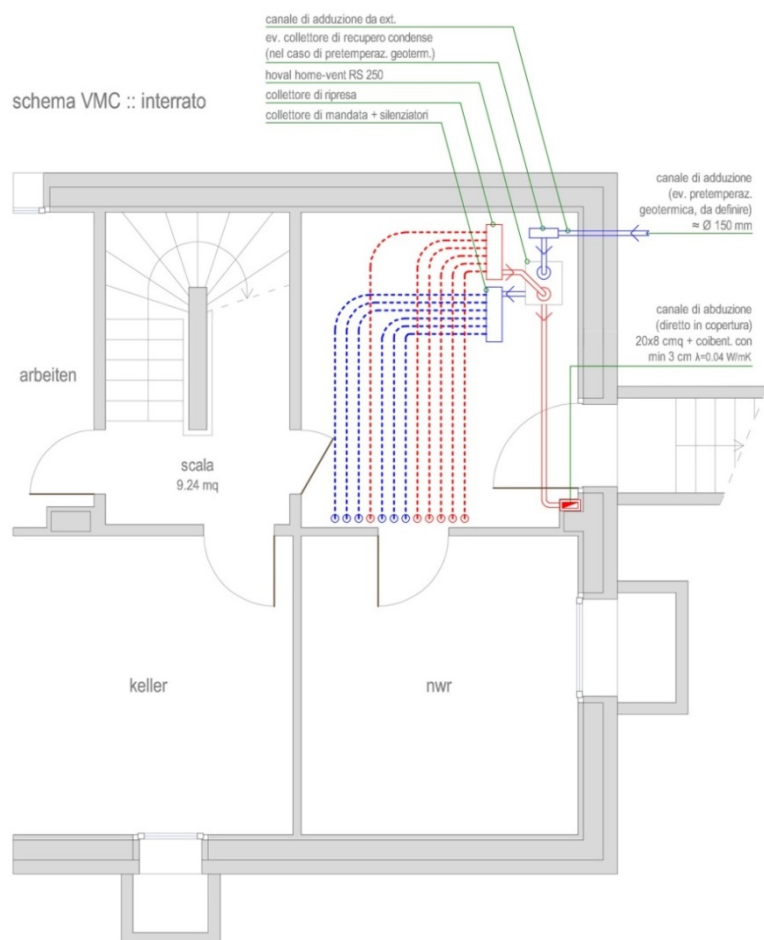 canale di adduzione da ext.
ev. collettore di recupero condense
(nel caso di pretemperaz. geoterm.)
hoval home-vent RS 250
collettore di ripresa
collettore di mandata + silenziatori
schema VMC :: interrato
canale di adduzione
(ev. pretemperaz.
geotermica, da definire)
≈ Ø 150 mm
canale di abduzione
(diretto in copertura)
20x8 cmq + coibent. con
min 3 cm λ=0.04 W/mK
arbeiten
scala
9.24 mq
keller
nwr